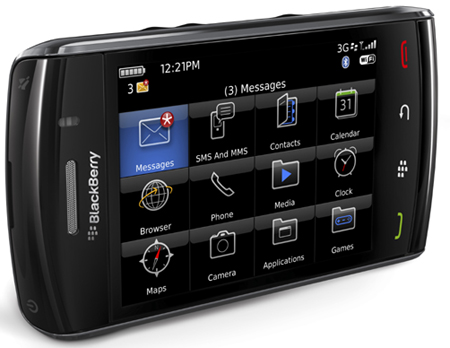 12:21PM
3G
3
WiFi
(3) Messages
Messages
SMS And MMS
Contacts
31
Calendar
Browser
Phone
Media
Clock
Maps
Camera
Applications
Games
BlackBerry